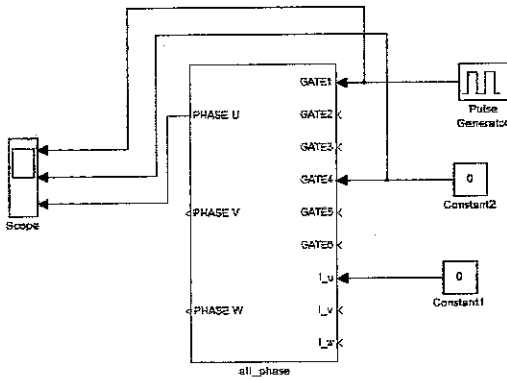 GATE1
PHASE U
GATE2
GATE3
Pulse
Generator
GATE4
0
Constant2
Scope
PHASE V
GATE5
GATE6
I_u
0
Constant1
PHASE W
I_v
I_w
all_phase